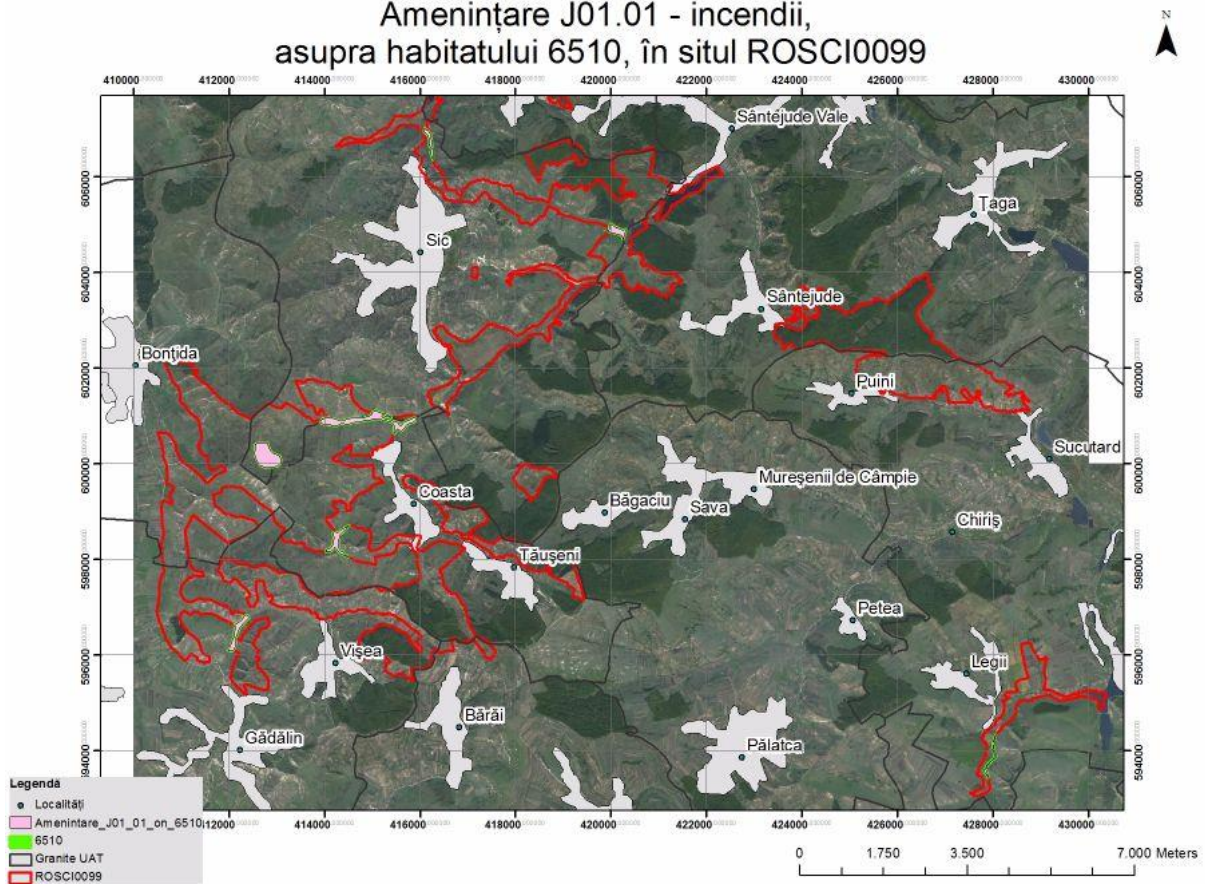 Amenințare J01.01 - incendii,
asupra habitatului 6510, în situl ROSCI0099
N
410000 412000 414000 416000 418000 420000 422000 424000 426000 428000 430000
Sântejude Vale
606000 606000
Țaga
Sic
604000 604000
Sântejude
Bonțida
602000 602000
Puini
Sucutard
600000 600000
Mureșenii de Câmpie
Coasta
Băgaciu
Sava
Chiriș
598000 598000
Tăușeni
Petea
596000 596000
Vișea
Legii
Bărăi
Gădălin
594000 594000
Pălatca
Legendă
Localități
Amenintare_J01_01_on_6510
6510
Granite UAT
ROSCI0099
412000 414000 416000 418000 420000 422000 424000 426000 428000 430000
0 1.750 3.500 7.000 Meters